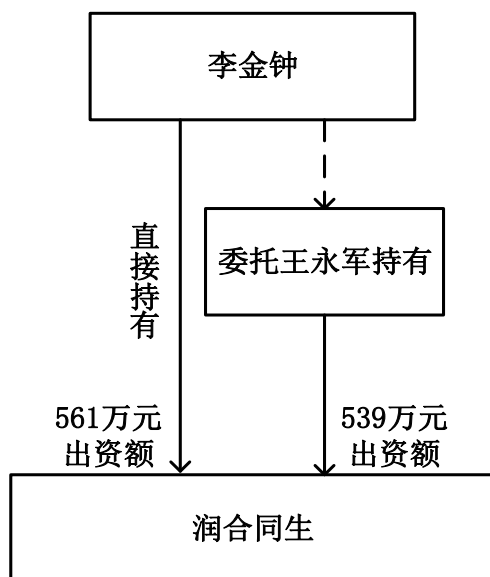 李金钟
直接持有
委托王永军持有
561万元
出资额
539万元
出资额
润合同生